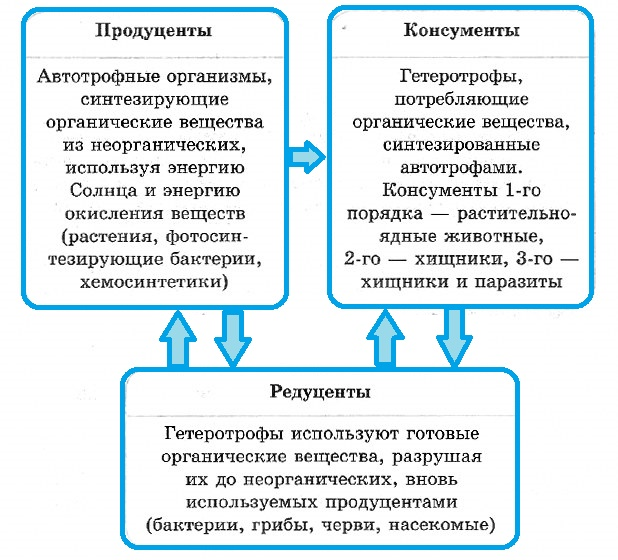 Продуценты
Автотрофные организмы,
синтезирующие
органические вещества
из неорганических,
используя энергию
Солнца и энергию
окисления веществ
(растения, фотосин-
тезирующие бактерии,
хемосинтетики)
Консументы
Гетеротрофы,
потребляющие
органические вещества,
синтезированные
автотрофами.
Консументы 1-го
порядка — растительно-
ядные животные,
2-го — хищники, 3-го —
хищники и паразиты
Редуценты
Гетеротрофы используют готовые
органические вещества, разрушая
их до неорганических, вновь
используемых продуцентами
(бактерии, грибы, черви, насекомые)